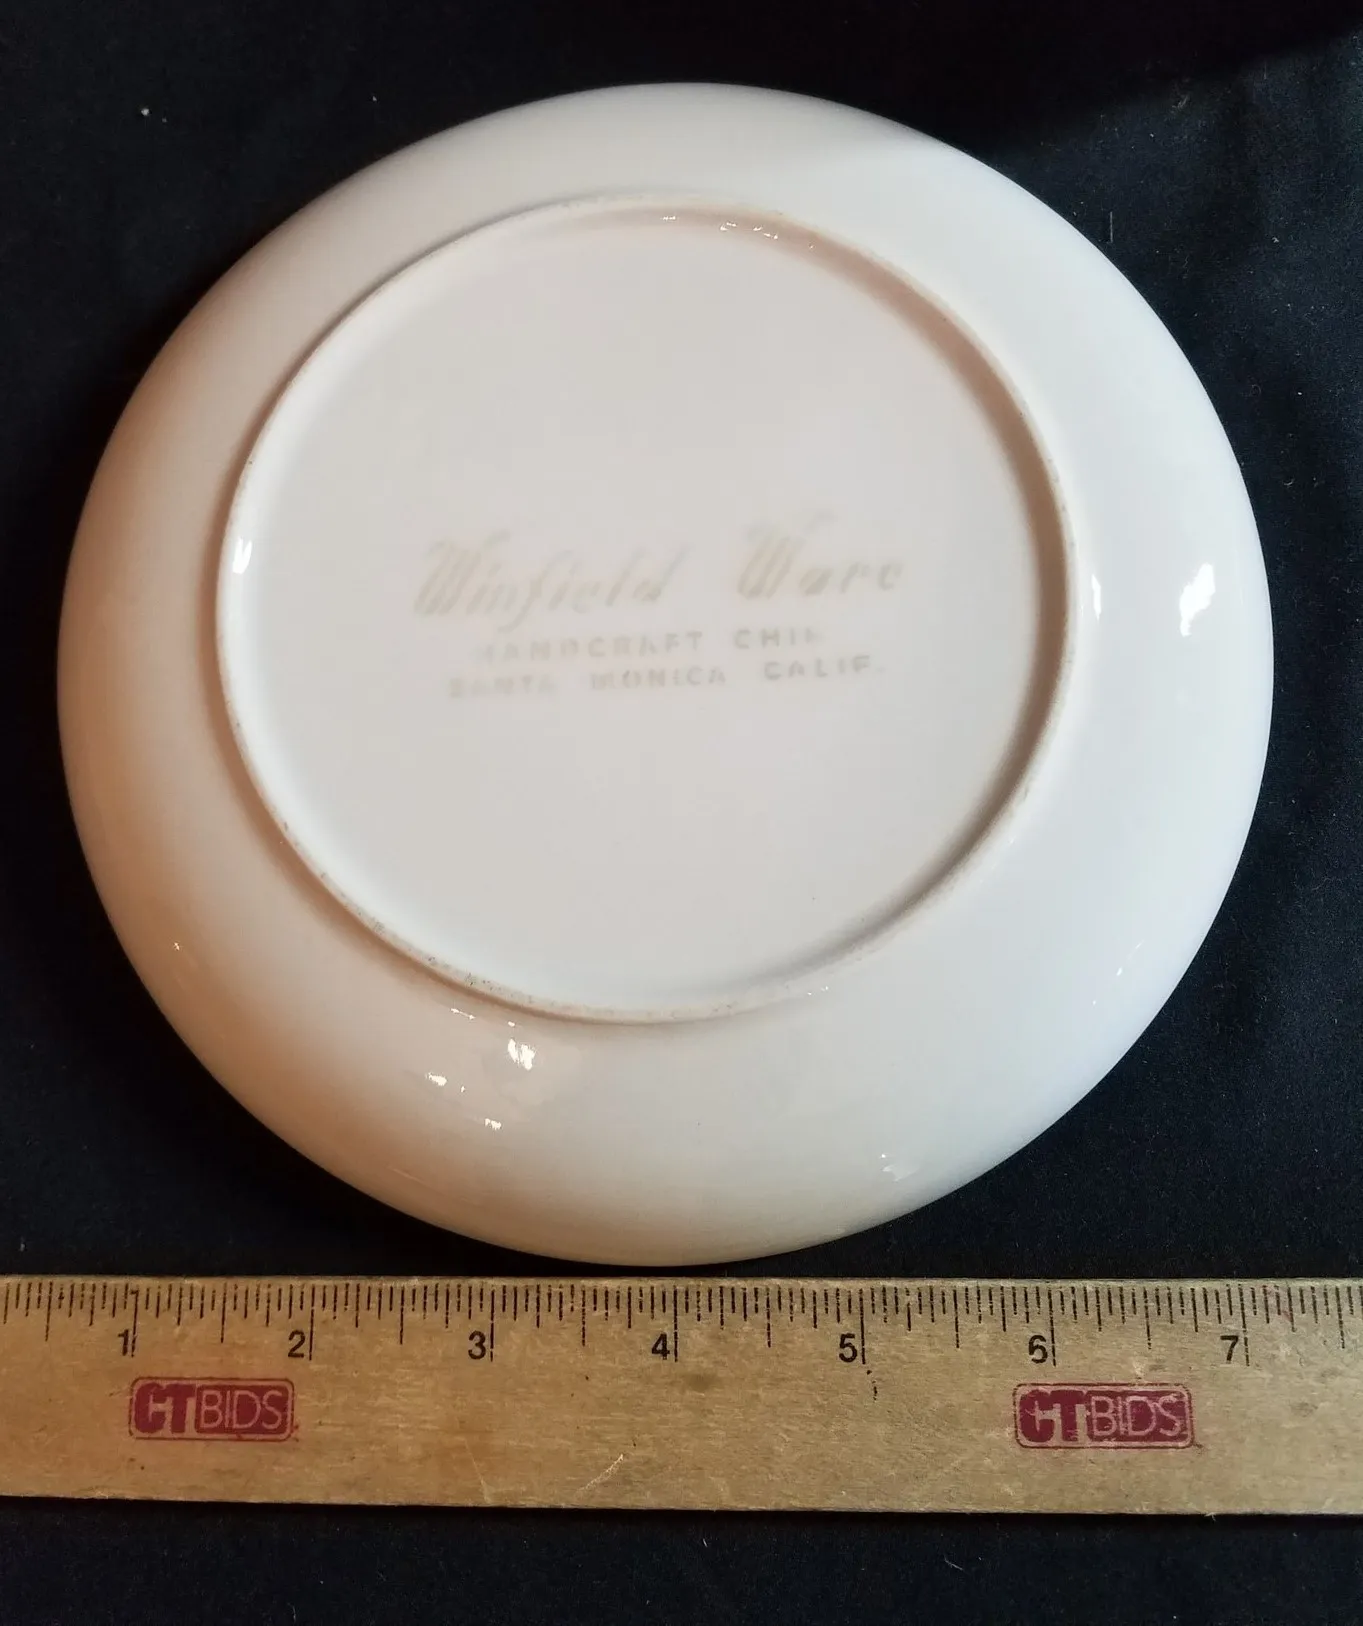 Winfield Ware
HANDCRAFT CHIN
SANTA MONICA CALIF.
1 2 3 4 5 6 7
CTBIDS CTBIDS